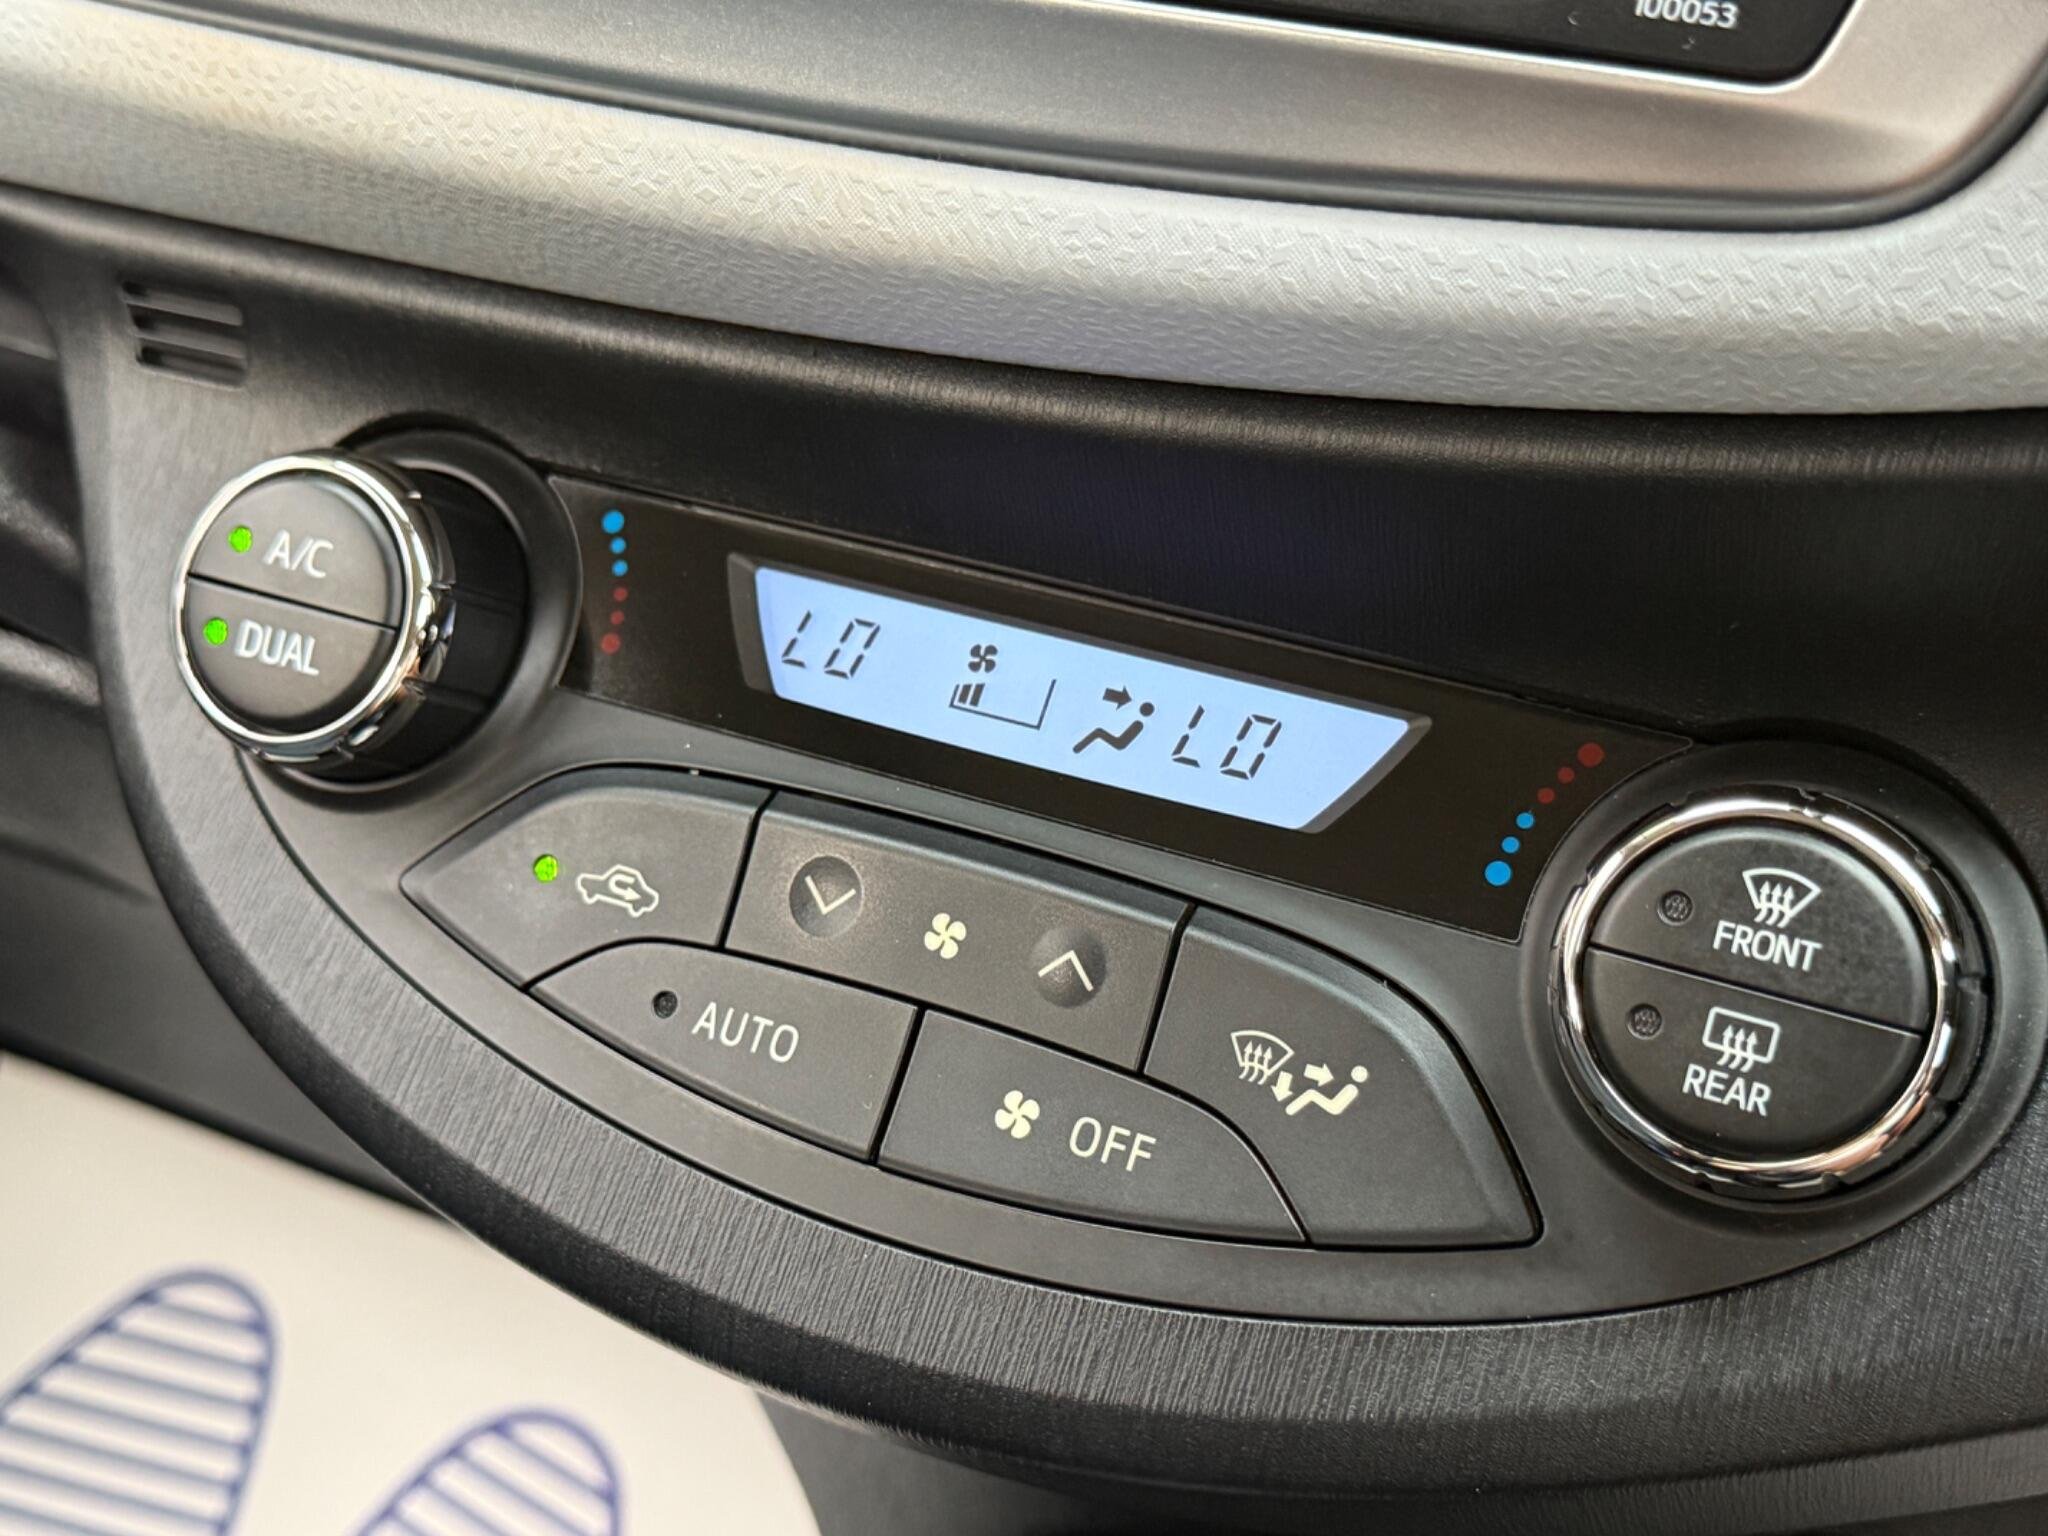 100053
A/C
DUAL
LO
LO
FRONT
REAR
AUTO
OFF